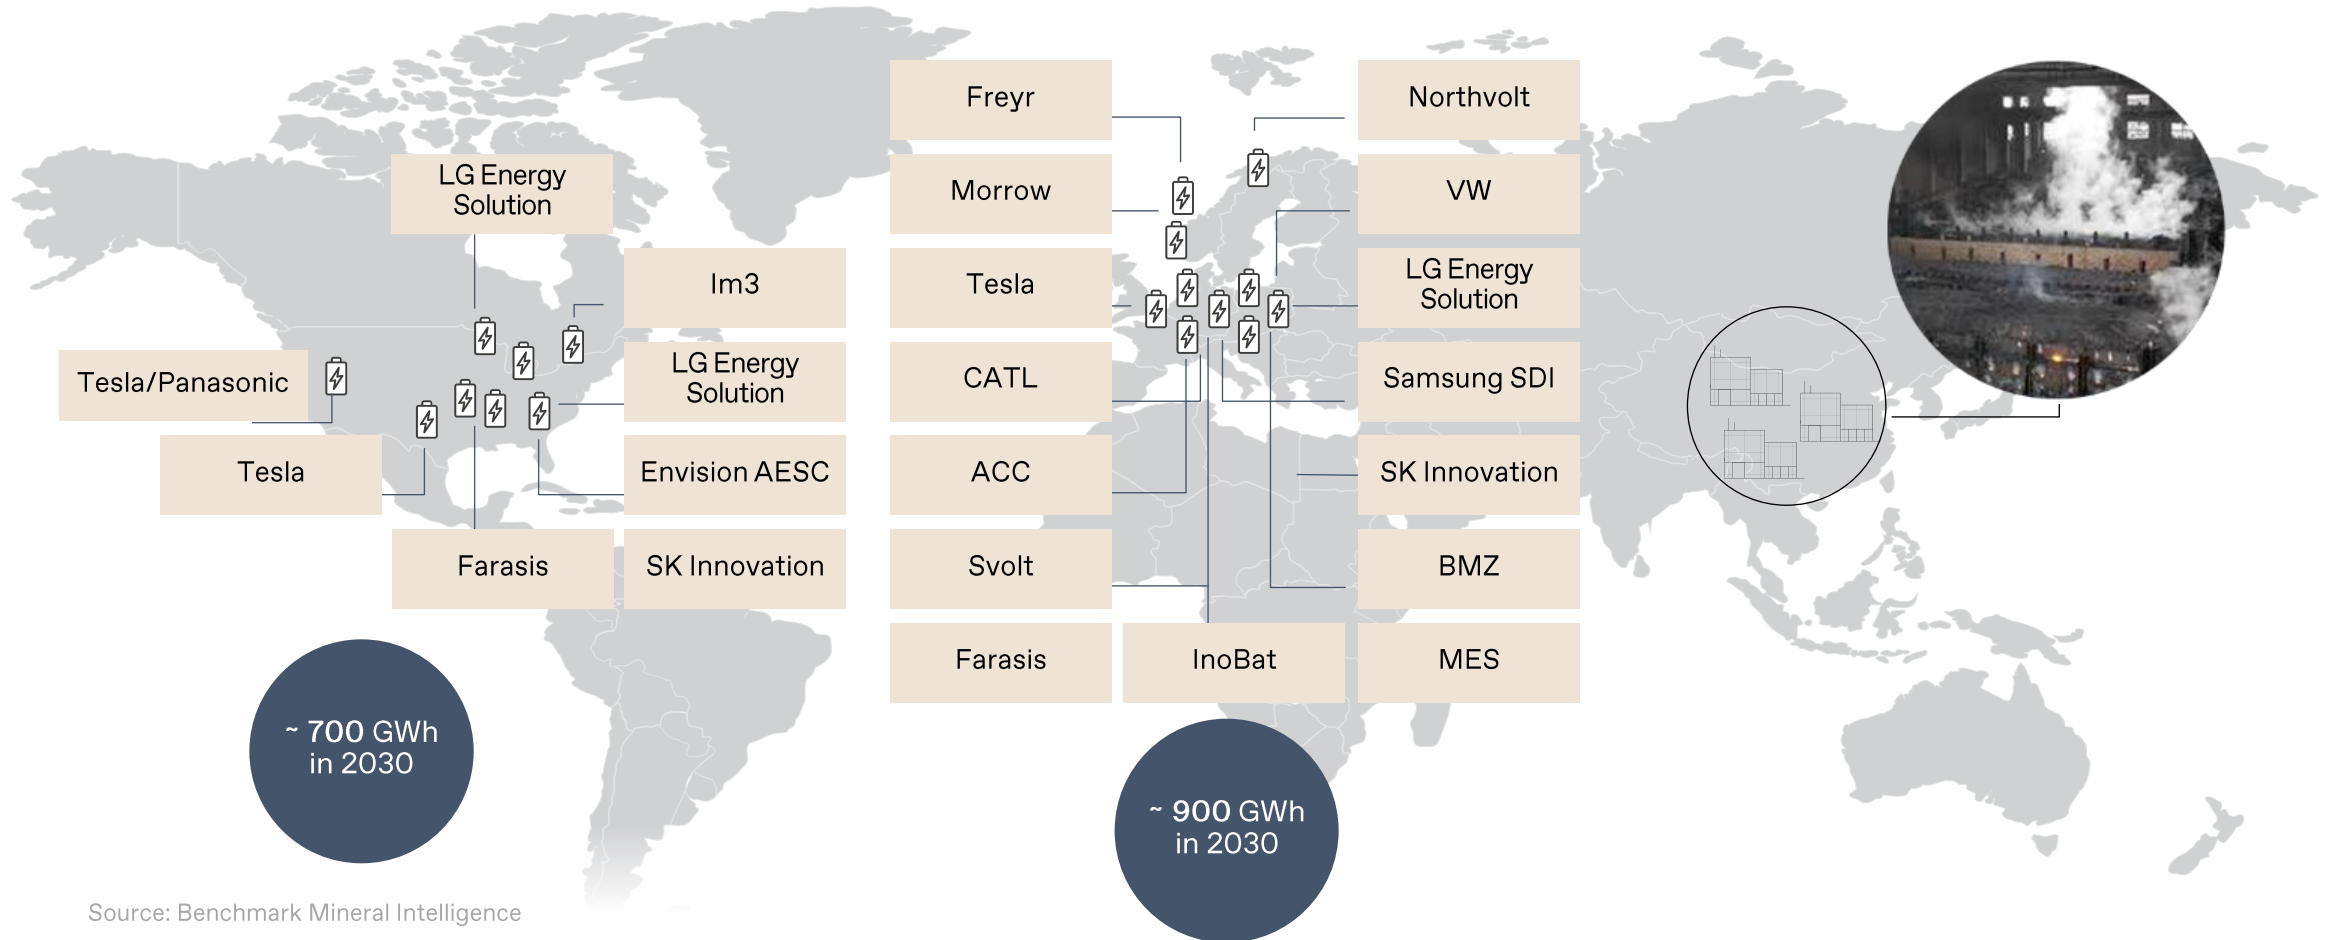 LG Energy
Solution
Im3
Tesla/Panasonic
LG Energy
Solution
Tesla
Envision AESC
Farasis
SK Innovation
~ 700 GWh
in 2030
Freyr
Northvolt
Morrow
VW
Tesla
LG Energy
Solution
CATL
Samsung SDI
ACC
SK Innovation
Svolt
BMZ
Farasis
InoBat
MES
~ 900 GWh
in 2030
Source: Benchmark Mineral Intelligence